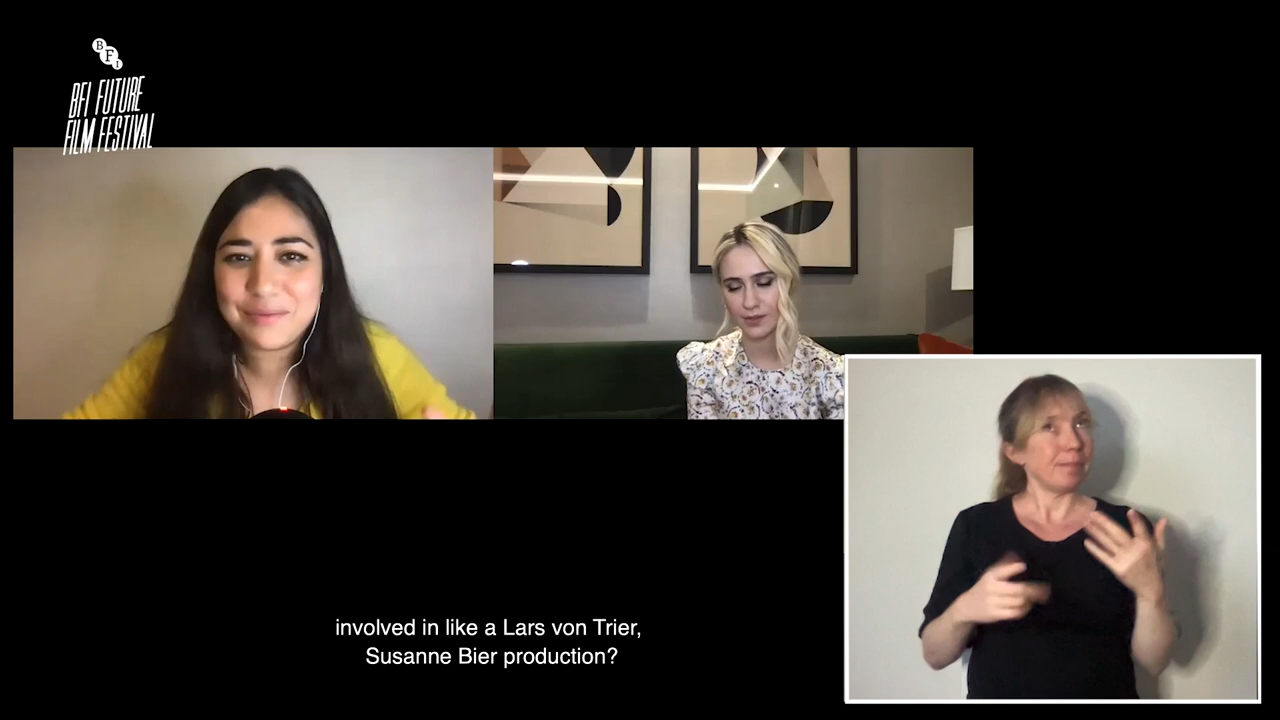 BFI
BFI FUTURE
FILM FESTIVAL
involved in like a Lars von Trier,
Susanne Bier production?